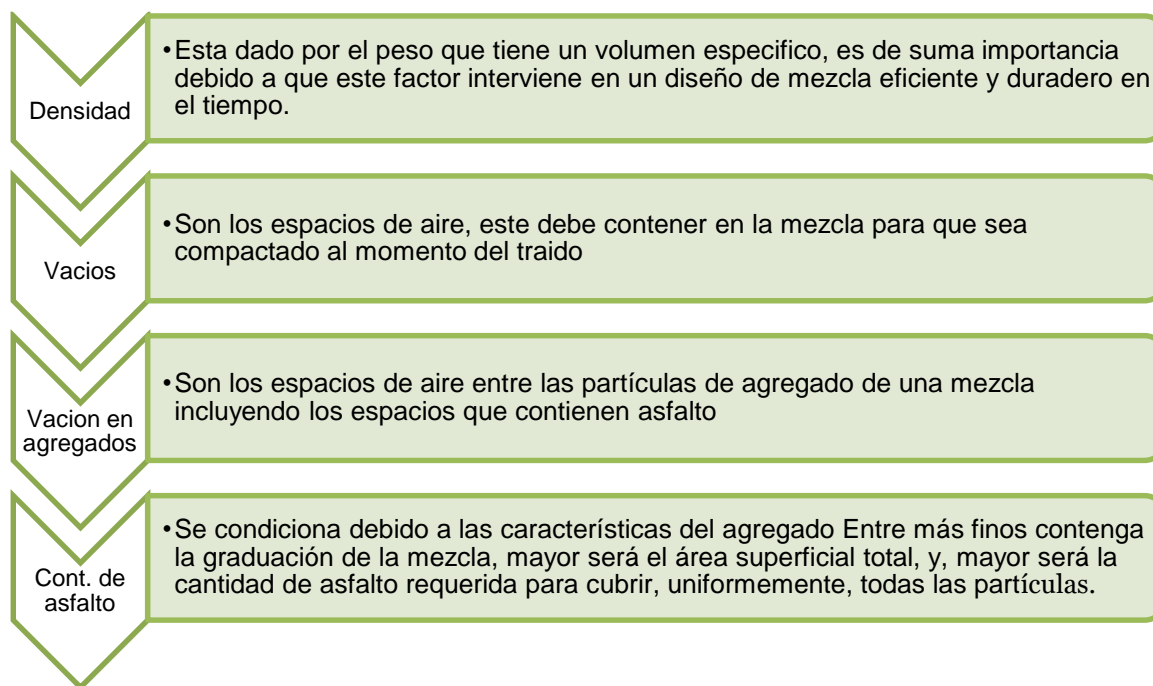 Densidad
•Esta dado por el peso que tiene un volumen especifico, es de suma importancia
debido a que este factor interviene en un diseño de mezcla eficiente y duradero en
el tiempo.
Vacios
•Son los espacios de aire, este debe contener en la mezcla para que sea
compactado al momento del traido
Vacion en
agregados
•Son los espacios de aire entre las partículas de agregado de una mezcla
incluyendo los espacios que contienen asfalto
Cont. de
asfalto
•Se condiciona debido a las características del agregado Entre más finos contenga
la graduación de la mezcla, mayor será el área superficial total, y, mayor será la
cantidad de asfalto requerida para cubrir, uniformemente, todas las partículas.